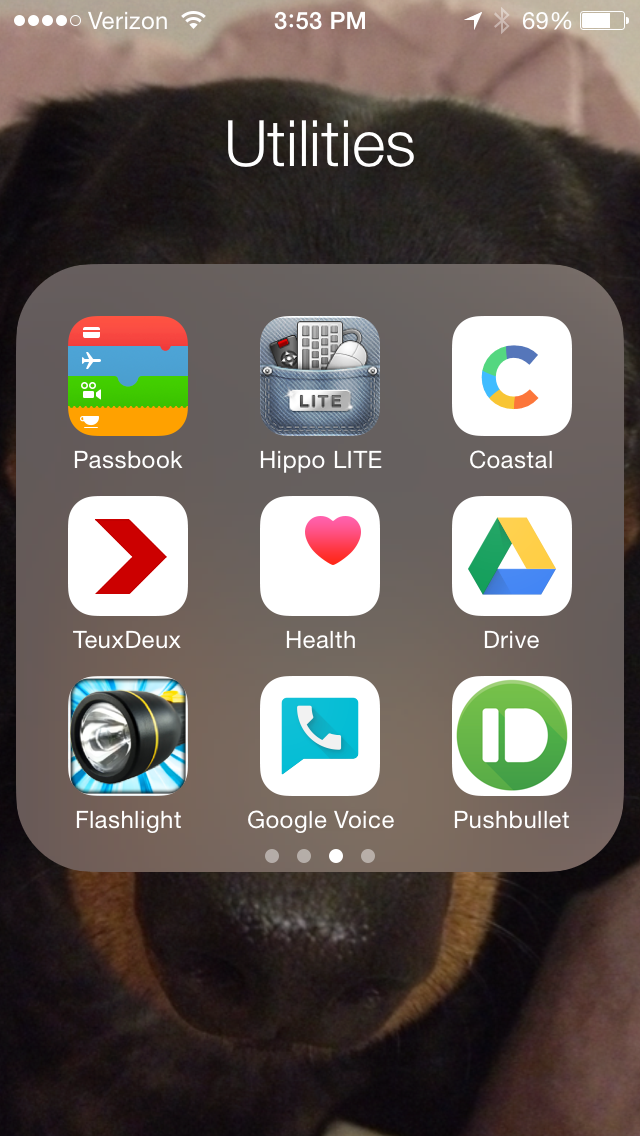 Verizon 3:53 PM 69%
Utilities
LITE
Passbook Hippo LITE Coastal
TeuxDeux Health Drive
Flashlight Google Voice Pushbullet